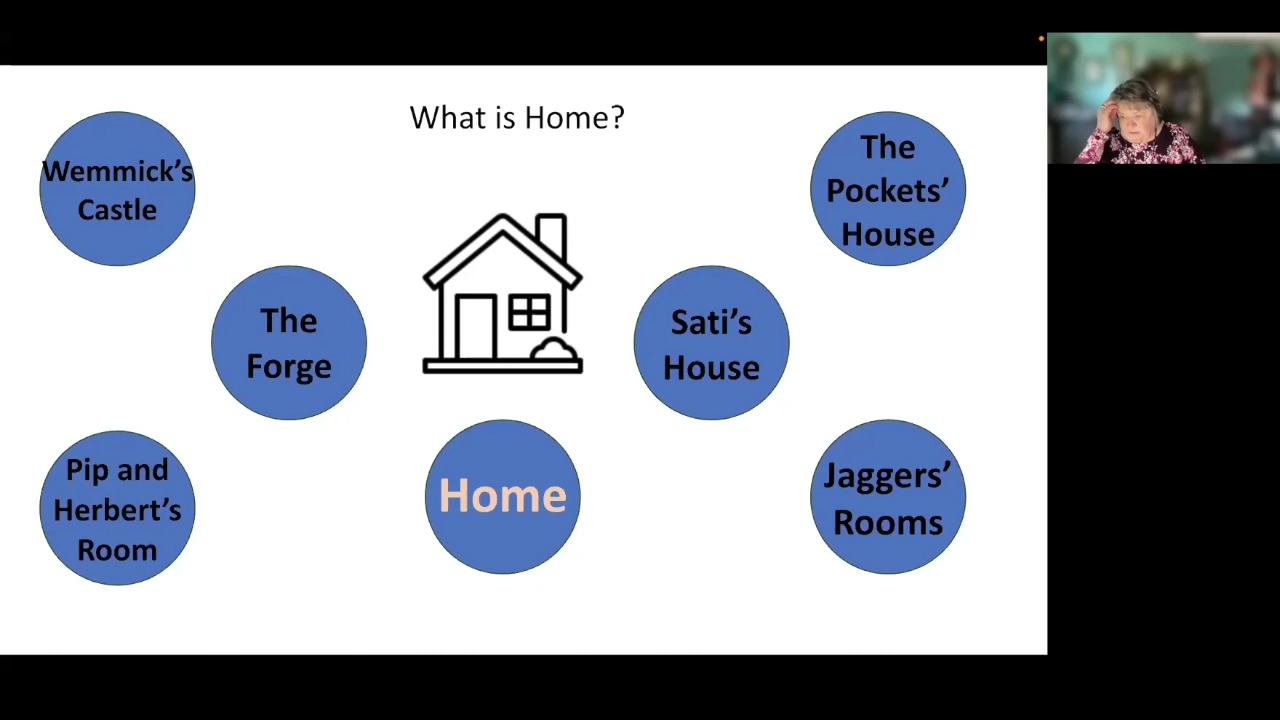 What is Home?
Wemmick’s
Castle
The
Pockets’
House
The
Forge
Sati’s
House
Pip and
Herbert’s
Room
Home
Jaggers’
Rooms